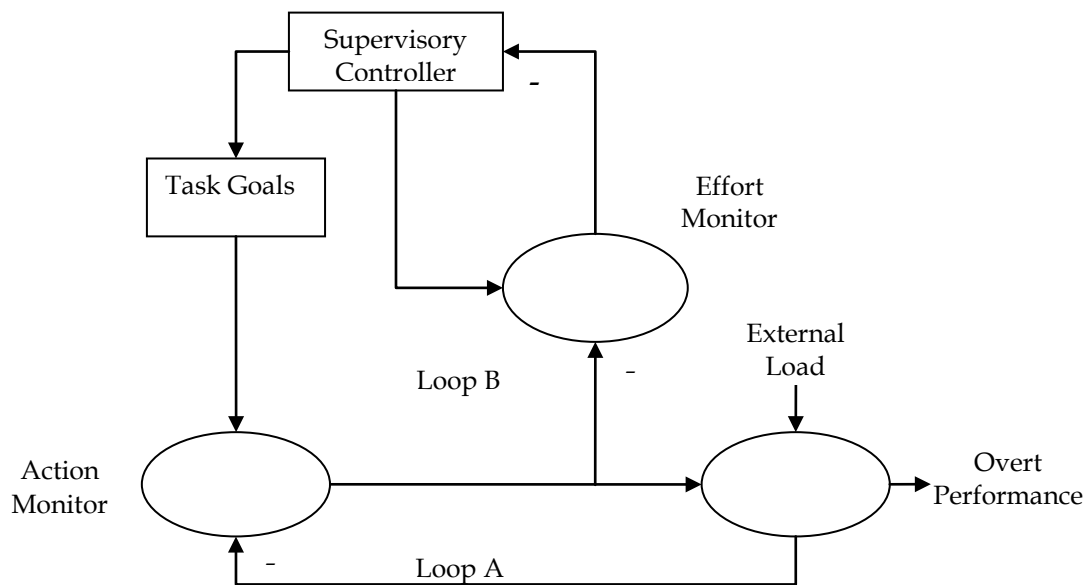 Supervisory
Controller
-
Task Goals
Effort
Monitor
External
Load
Loop B
-
Action
Monitor
Overt
Performance
-
Loop A